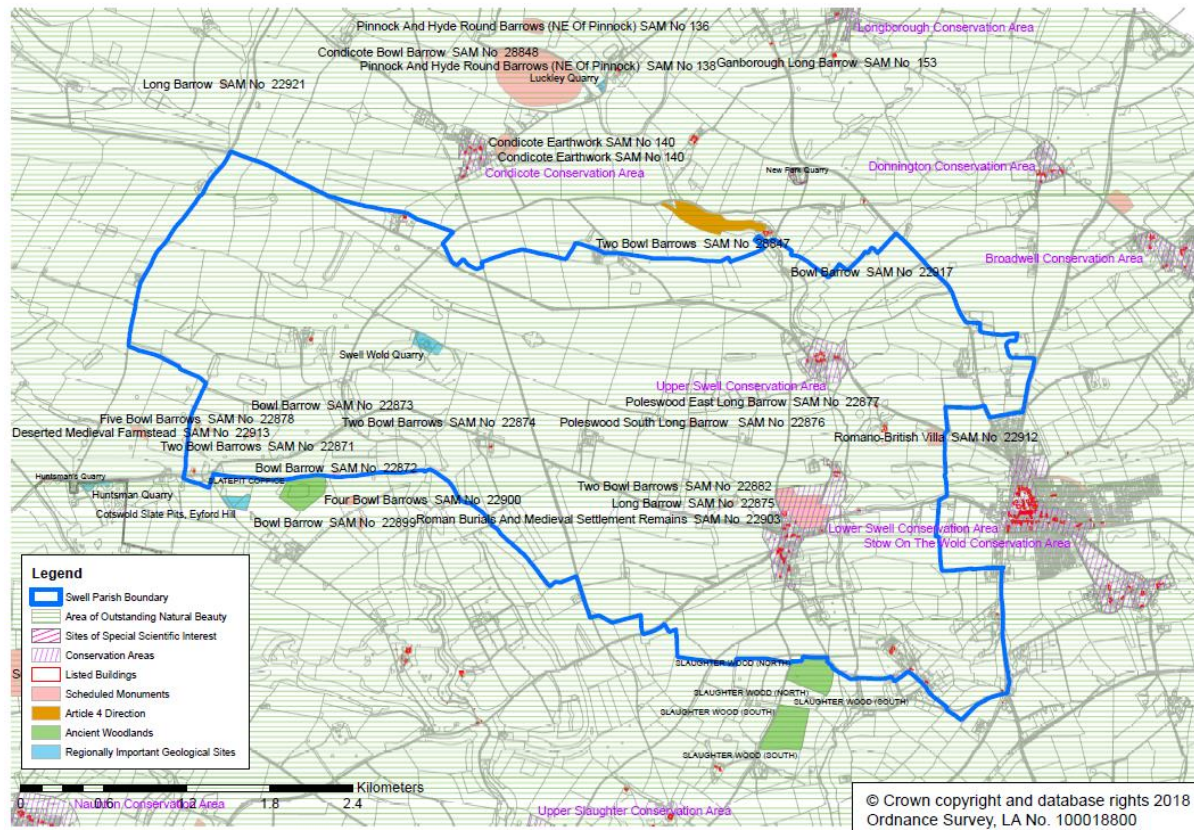 Pinnock And Hyde Round Barrows (NE Of Pinnock) SAM No 136
Longborough Conservation Area
Condicote Bowl Barrow SAM No 28848
Pinnock And Hyde Round Barrows (NE Of Pinnock) SAM No 138
Ganborough Long Barrow SAM No 153
Luckley Quarry
Long Barrow SAM No 22921
Condicote Earthwork SAM No 140
Condicote Earthwork SAM No 140
Condicote Conservation Area
New Park Quarry
Donnington Conservation Area
Two Bowl Barrows SAM No 28847
Broadwell Conservation Area
Bowl Barrow SAM No 22917
Swell Wold Quarry
Upper Swell Conservation Area
Bowl Barrow SAM No 22873
Poleswood East Long Barrow SAM No 22877
Five Bowl Barrows SAM No 22878
Two Bowl Barrows SAM No 22874
Poleswood South Long Barrow SAM No 22876
Deserted Medieval Farmstead SAM No 22913
Romano-British Villa SAM No 22912
Two Bowl Barrows SAM No 22871
Bowl Barrow SAM No 22872
Huntsman's Quarry
SLATEPIT COPPICE
Huntsman Quarry
Two Bowl Barrows SAM No 22882
Four Bowl Barrows SAM No 22900
Long Barrow SAM No 22875
Cotswold Slate Pits, Eyford Hill
Bowl Barrow SAM No 22899
Roman Burials And Medieval Settlement Remains SAM No 22903
Lower Swell Conservation Area
Stow On The Wold Conservation Area
Legend
Swell Parish Boundary
Area of Outstanding Natural Beauty
Sites of Special Scientific Interest
Conservation Areas
Listed Buildings
Scheduled Monuments
Article 4 Direction
Ancient Woodlands
Regionally Important Geological Sites
SLAUGHTER WOOD (NORTH)
SLAUGHTER WOOD (NORTH)
SLAUGHTER WOOD (SOUTH)
SLAUGHTER WOOD (SOUTH)
SLAUGHTER WOOD (SOUTH)
Kilometers
0 0.6 1.2 1.8 2.4
Naunton Conservation Area
Upper Slaughter Conservation Area
© Crown copyright and database rights 2018
Ordnance Survey, LA No. 100018800